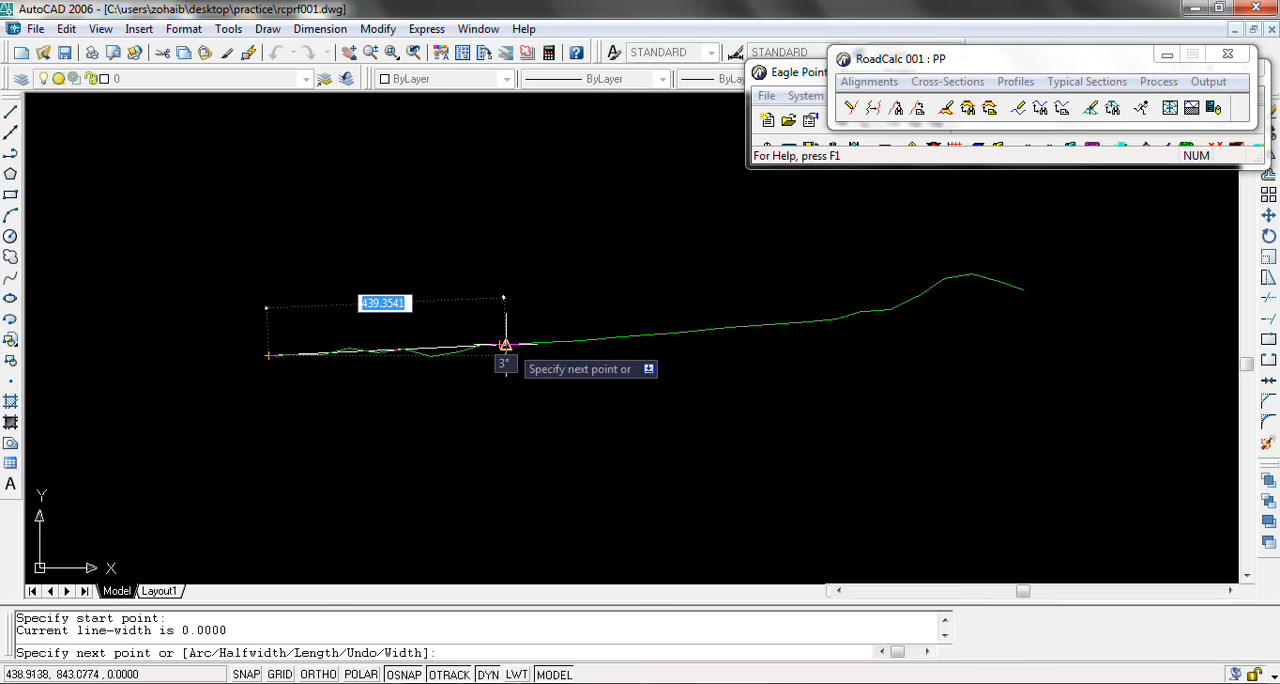 AutoCAD 2006 - [C:\users\zohaib\desktop\practice\rcprf001.dwg]
File Edit View Insert Format Tools Draw Dimension Modify Express Window Help
STANDARD STANDARD
0 ByLayer ByLayer ByLayer
RoadCalc 001 : PP
Alignments Cross-Sections Profiles Typical Sections Process Output
Eagle Point
File System
For Help, press F1 NUM
439.3541
3°
Specify next point or
Y
X
A
Model Layout1
Specify start point:
Current line-width is 0.0000
Specify next point or [Arc/Halfwidth/Length/Undo/Width]:
438.9138, 843.0774, 0.0000 SNAP GRID ORTHO POLAR OSNAP OTRACK DYN LWT MODEL